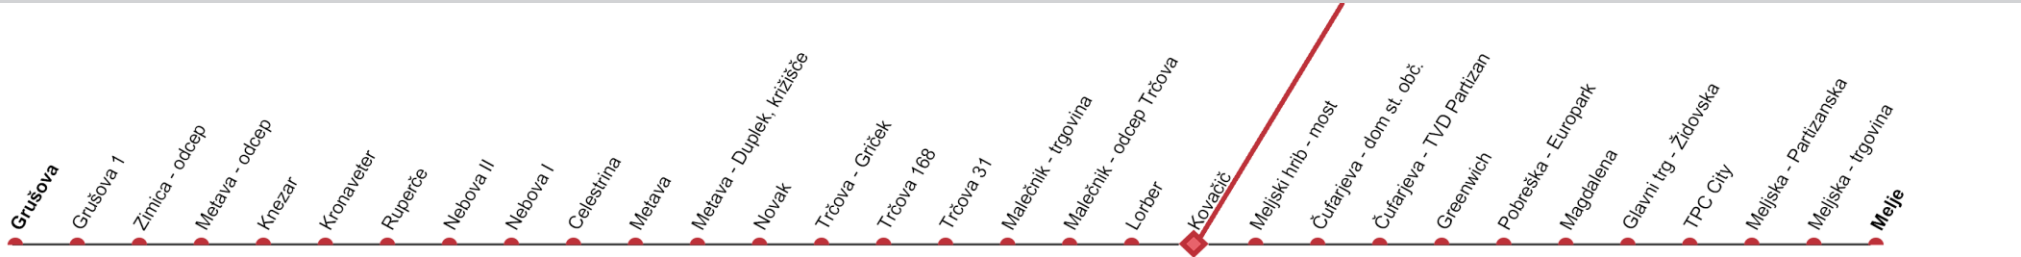 Grušova
Grušova 1
Zimica - odcep
Metava - odcep
Knezar
Kronaveter
Ruperče
Nebova II
Nebova I
Celestrina
Metava
Metava - Duplek, križišče
Novak
Trčova - Griček
Trčova 168
Trčova 31
Malečnik - trgovina
Malečnik - odcep Trčova
Lorber
Kovačič
Meljski hrib - most
Čufarjeva - dom st. obč.
Čufarjeva - TVD Partizan
Greenwich
Pobreška - Europark
Magdalena
Glavni trg - Židovska
TPC City
Meljska - Partizanska
Meljska - trgovina
Melje